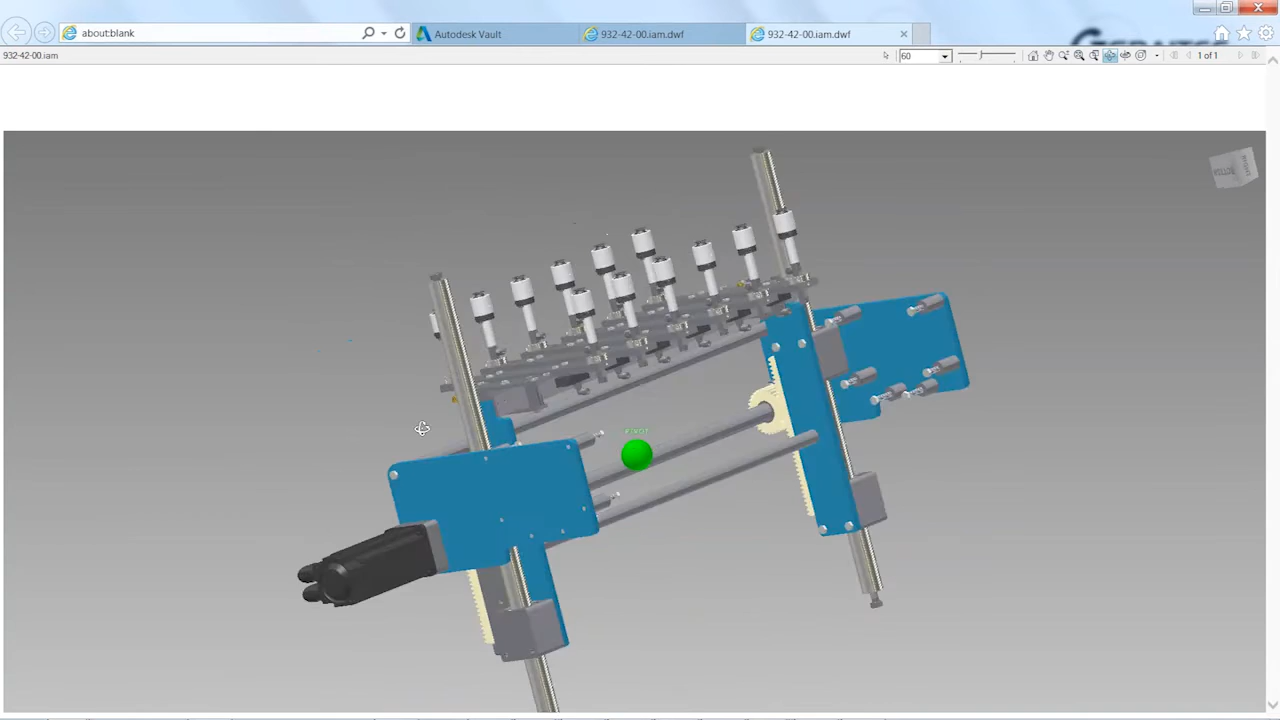 about:blank
Autodesk Vault
932-42-00.iam.dwf
932-42-00.iam.dwf
932-42-00.iam
60
1 of 1
PIVOT